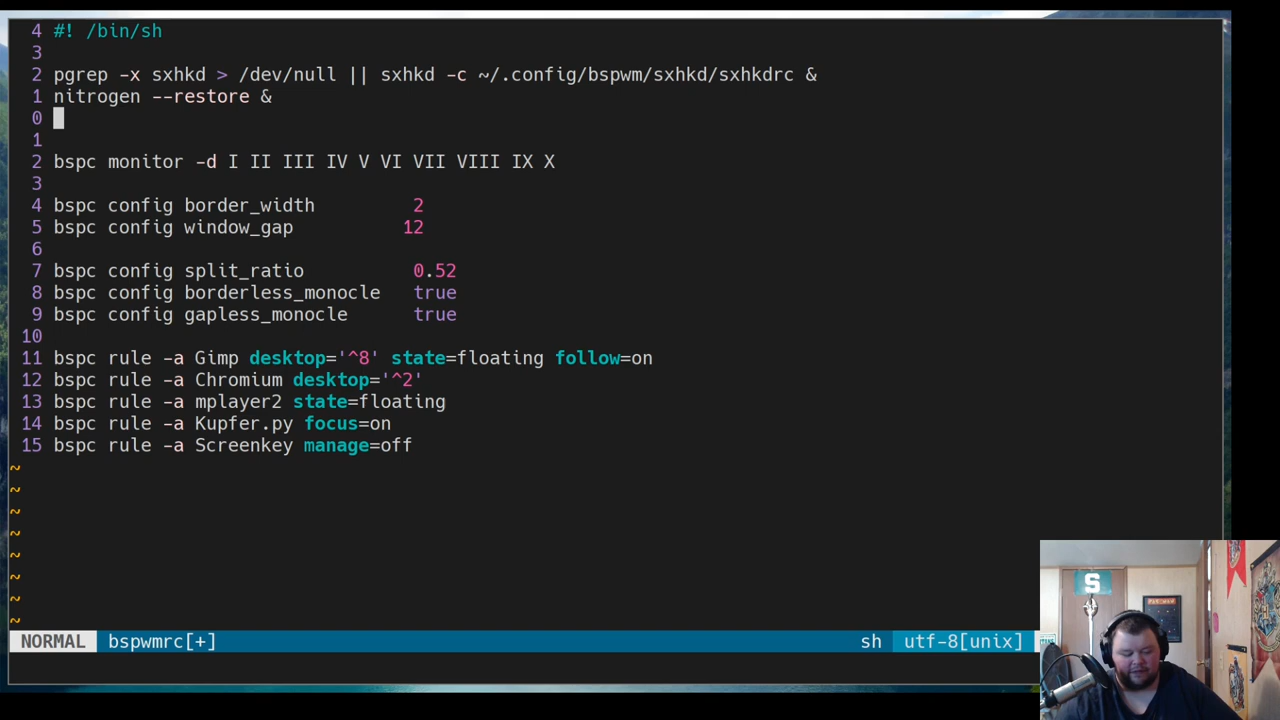 4 #! /bin/sh
3
2 pgrep -x sxhkd > /dev/null || sxhkd -c ~/.config/bspwm/sxhkd/sxhkdrc &
1 nitrogen --restore &
0
1
2 bspc monitor -d I II III IV V VI VII VIII IX X
3
4 bspc config border_width 2
5 bspc config window_gap 12
6
7 bspc config split_ratio 0.52
8 bspc config borderless_monocle true
9 bspc config gapless_monocle true
10
11 bspc rule -a Gimp desktop='^8' state=floating follow=on
12 bspc rule -a Chromium desktop='^2'
13 bspc rule -a mplayer2 state=floating
14 bspc rule -a Kupfer.py focus=on
15 bspc rule -a Screenkey manage=off
~
~
~
~
~
~
~
~
NORMAL bspwmrc[+] sh utf-8[unix]
S